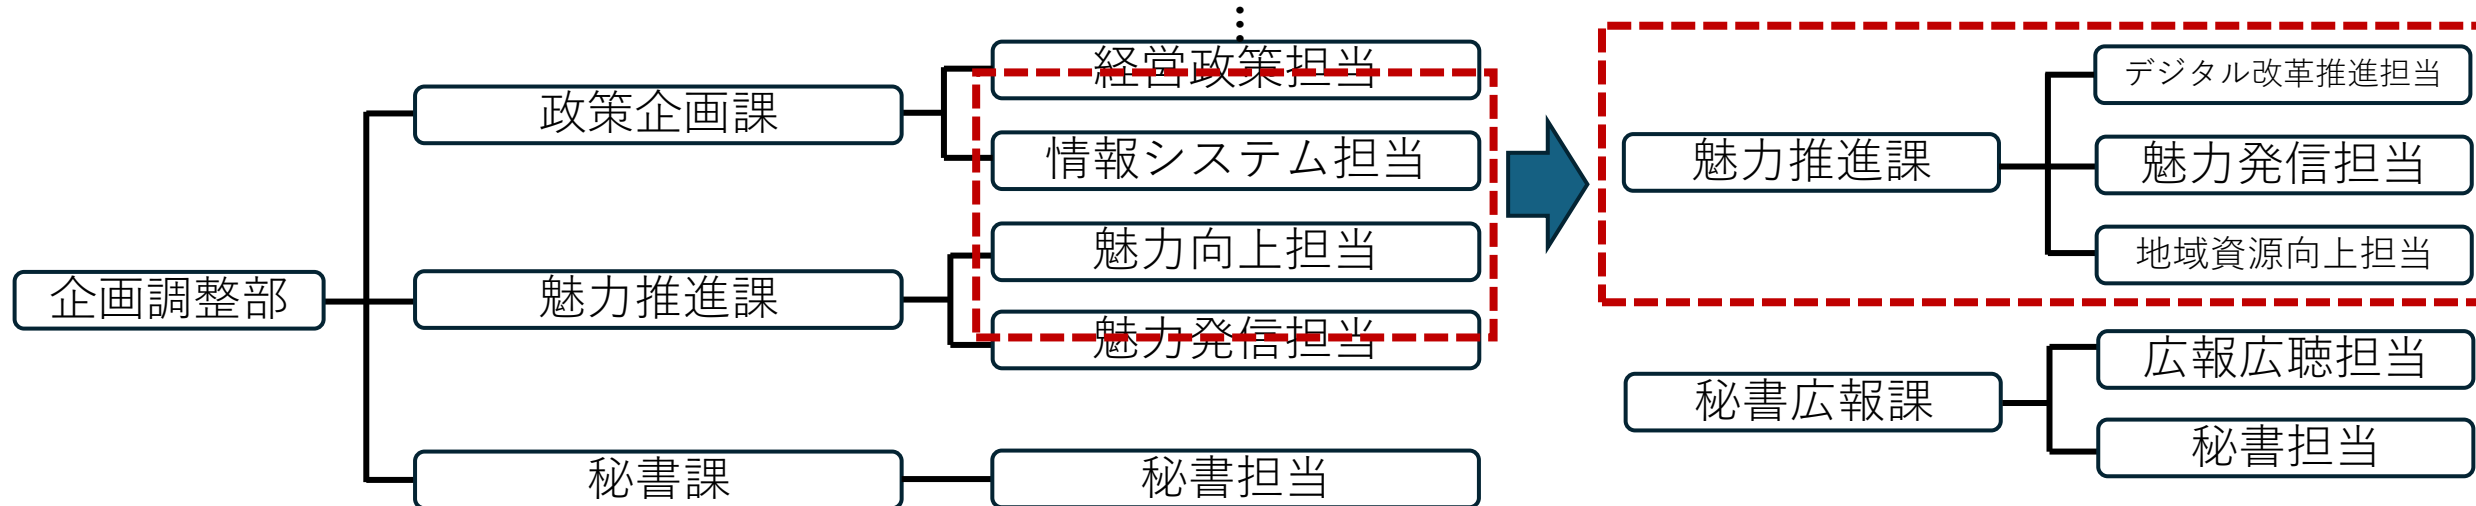 企画調整部
政策企画課
経営政策担当
情報システム担当
魅力推進課
魅力向上担当
魅力発信担当
秘書課
秘書担当
魅力推進課
デジタル改革推進担当
魅力発信担当
地域資源向上担当
秘書広報課
広報広聴担当
秘書担当